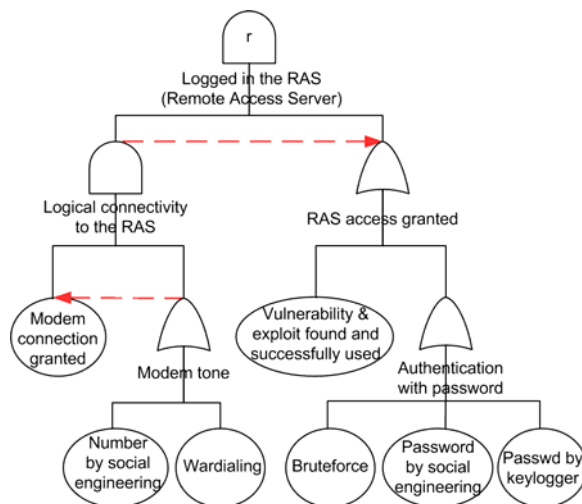 r
Logged in the RAS
(Remote Access Server)
Logical connectivity
to the RAS
RAS access granted
Modem
connection
granted
Modem tone
Vulnerability &
exploit found and
successfully used
Authentication
with password
Number
by social
engineering
Wardialing
Bruteforce
Password
by social
engineering
Passwd by
keylogger